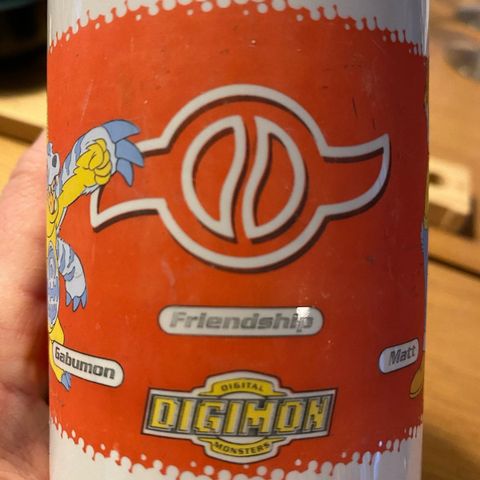 Friendship
Gabumon
Matt
DIGITAL
DIGIMON
MONSTERS